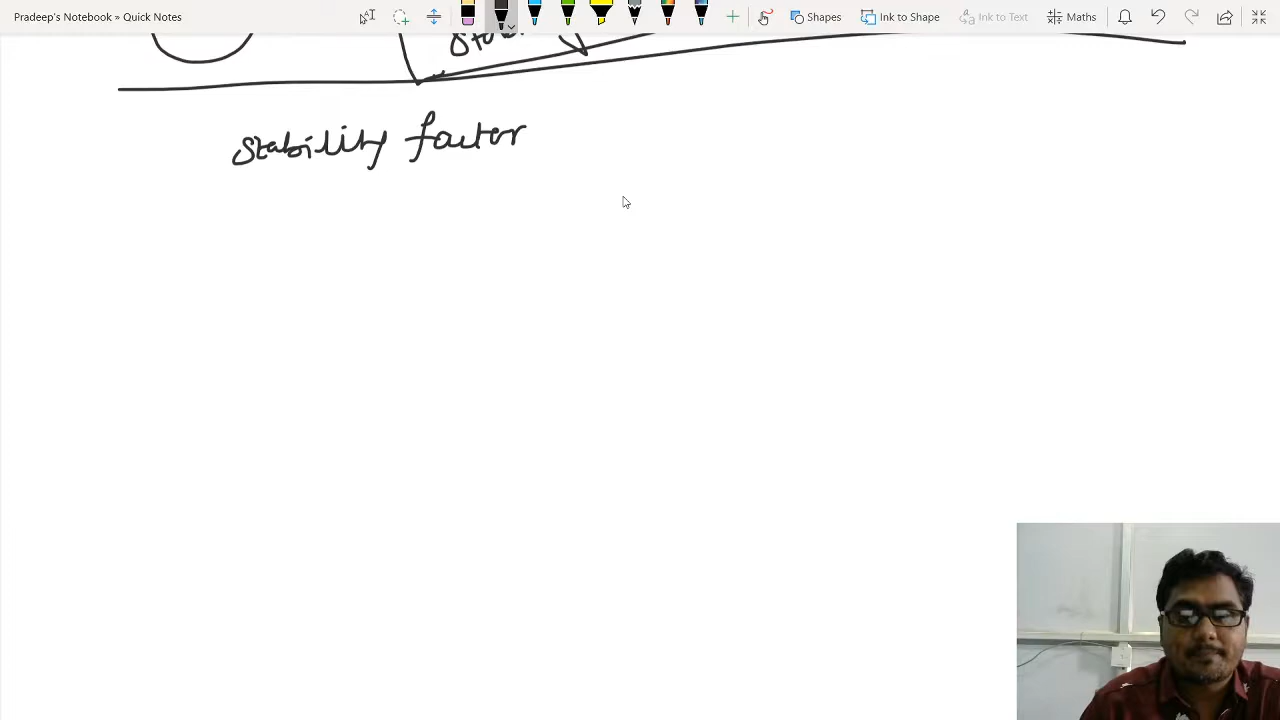 Pradeep's Notebook » Quick Notes
Shapes
Ink to Shape
Ink to Text
Maths
stability factor